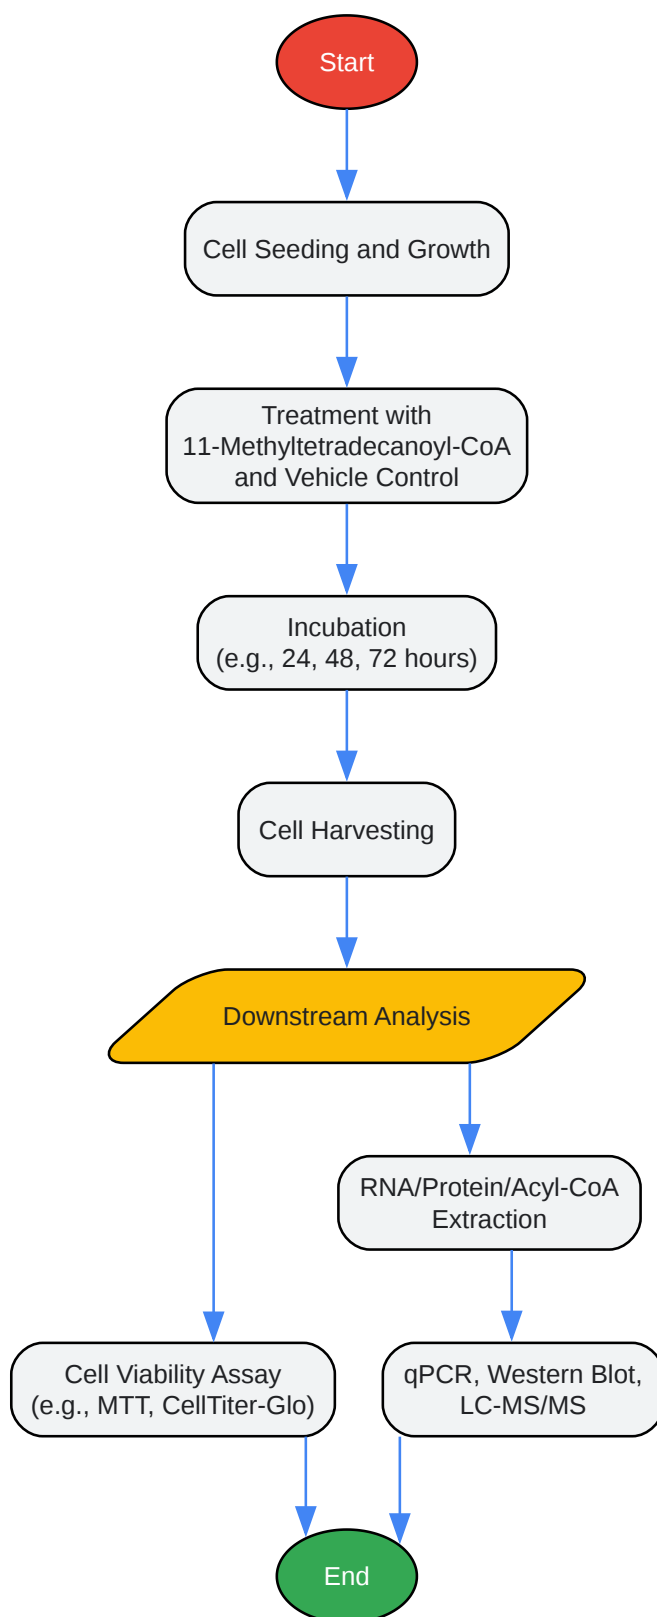 Start
Cell Seeding and Growth
Treatment with
11-Methyltetradecanoyl-CoA
and Vehicle Control
Incubation
(e.g., 24, 48, 72 hours)
Cell Harvesting
Downstream Analysis
RNA/Protein/Acyl-CoA
Extraction
Cell Viability Assay
(e.g., MTT, CellTiter-Glo)
qPCR, Western Blot,
LC-MS/MS
End